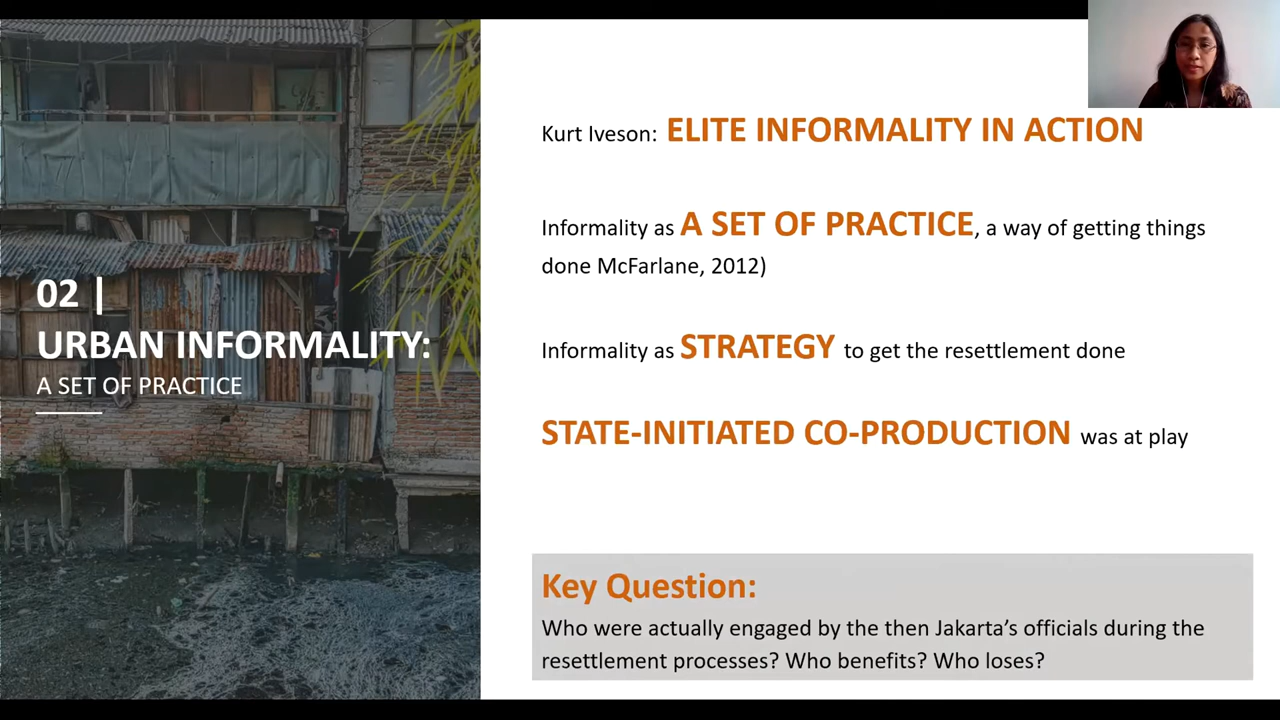 02 |
URBAN INFORMALITY:
A SET OF PRACTICE
Kurt Iveson: ELITE INFORMALITY IN ACTION
Informality as A SET OF PRACTICE, a way of getting things
done McFarlane, 2012)
Informality as STRATEGY to get the resettlement done
STATE-INITIATED CO-PRODUCTION was at play
Key Question:
Who were actually engaged by the then Jakarta’s officials during the
resettlement processes? Who benefits? Who loses?